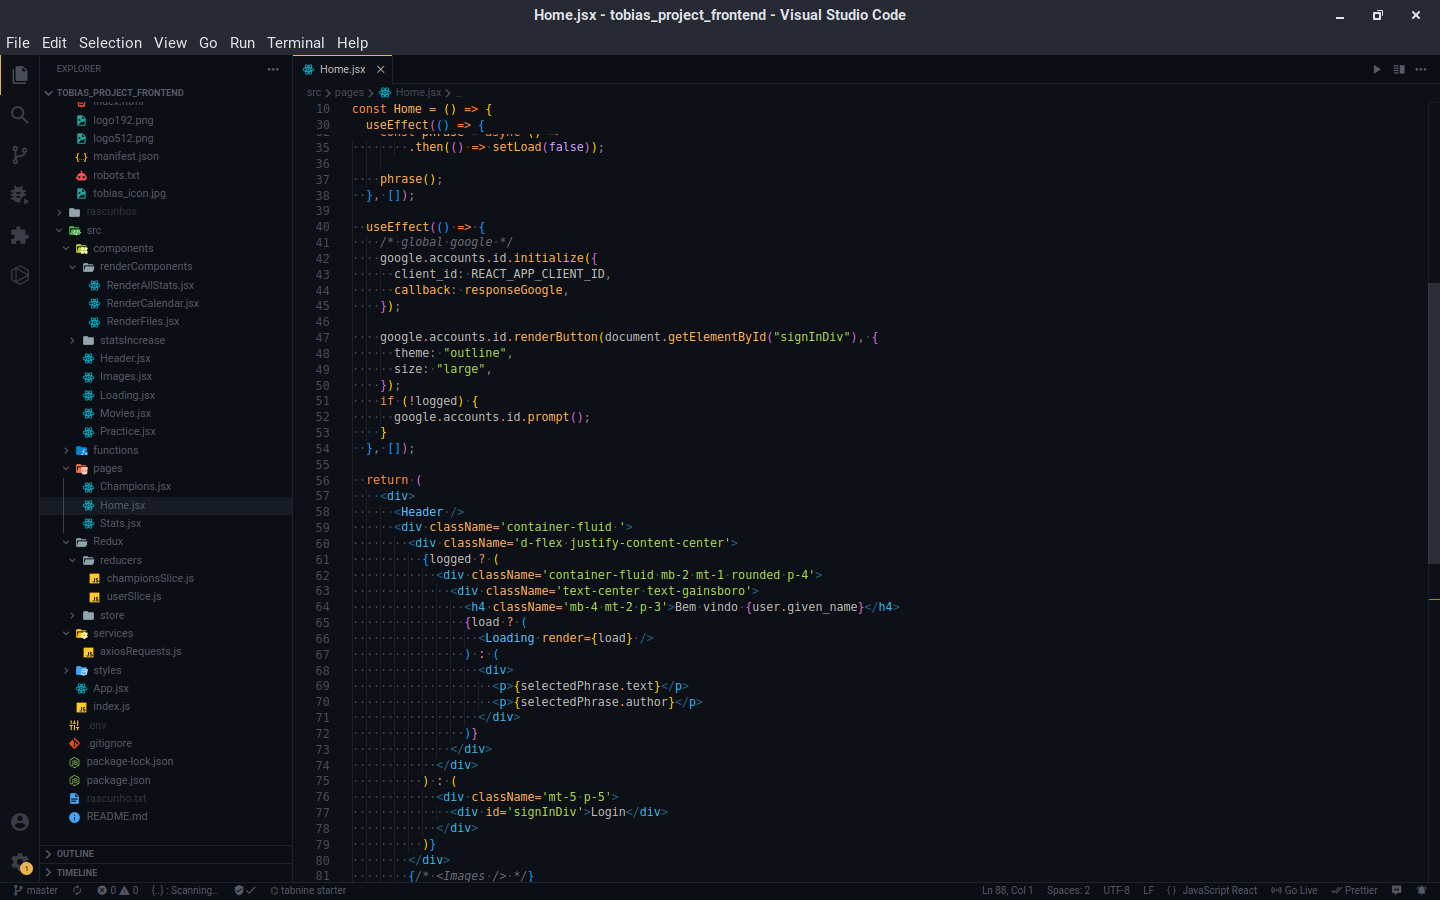 Home.jsx - tobias_project_frontend - Visual Studio Code
File Edit Selection View Go Run Terminal Help
EXPLORER
TOBIAS_PROJECT_FRONTEND
index.html
logo192.png
logo512.png
manifest.json
robots.txt
tobias_icon.jpg
rascunhos
src
components
renderComponents
RenderAllStats.jsx
RenderCalendar.jsx
RenderFiles.jsx
statsIncrease
Header.jsx
Images.jsx
Loading.jsx
Movies.jsx
Practice.jsx
functions
pages
Champions.jsx
Home.jsx
Stats.jsx
Redux
reducers
championsSlice.js
userSlice.js
store
services
axiosRequests.js
styles
App.jsx
index.js
.env
.gitignore
package-lock.json
package.json
rascunho.txt
README.md
OUTLINE
TIMELINE
Home.jsx
src > pages > Home.jsx > ...
10 const Home = () => {
30 useEffect(() => {
32 const phrase = async () =>
35 .then(() => setLoad(false));
36
37 phrase();
38 }, []);
39
40 useEffect(() => {
41 /* global google */
42 google.accounts.id.initialize({
43 client_id: REACT_APP_CLIENT_ID,
44 callback: responseGoogle,
45 });
46
47 google.accounts.id.renderButton(document.getElementById("signInDiv"), {
48 theme: "outline",
49 size: "large",
50 });
51 if (!logged) {
52 google.accounts.id.prompt();
53 }
54 }, []);
55
56 return (
57 <div>
58 <Header />
59 <div className='container-fluid '>
60 <div className='d-flex justify-content-center'>
61 {logged ? (
62 <div className='container-fluid mb-2 mt-1 rounded p-4'>
63 <div className='text-center text-gainsboro'>
64 <h4 className='mb-4 mt-2 p-3'>Bem vindo {user.given_name}</h4>
65 {load ? (
66 <Loading render={load} />
67 ) : (
68 <div>
69 <p>{selectedPhrase.text}</p>
70 <p>{selectedPhrase.author}</p>
71 </div>
72 )}
73 </div>
74 </div>
75 ) : (
76 <div className='mt-5 p-5'>
77 <div id='signInDiv'>Login</div>
78 </div>
79 )}
80 </div>
81 {/* <Images /> */}
master 0 0 {..} : Scanning.. tabnine starter Ln 88, Col 1 Spaces: 2 UTF-8 LF { } JavaScript React Go Live Prettier
1